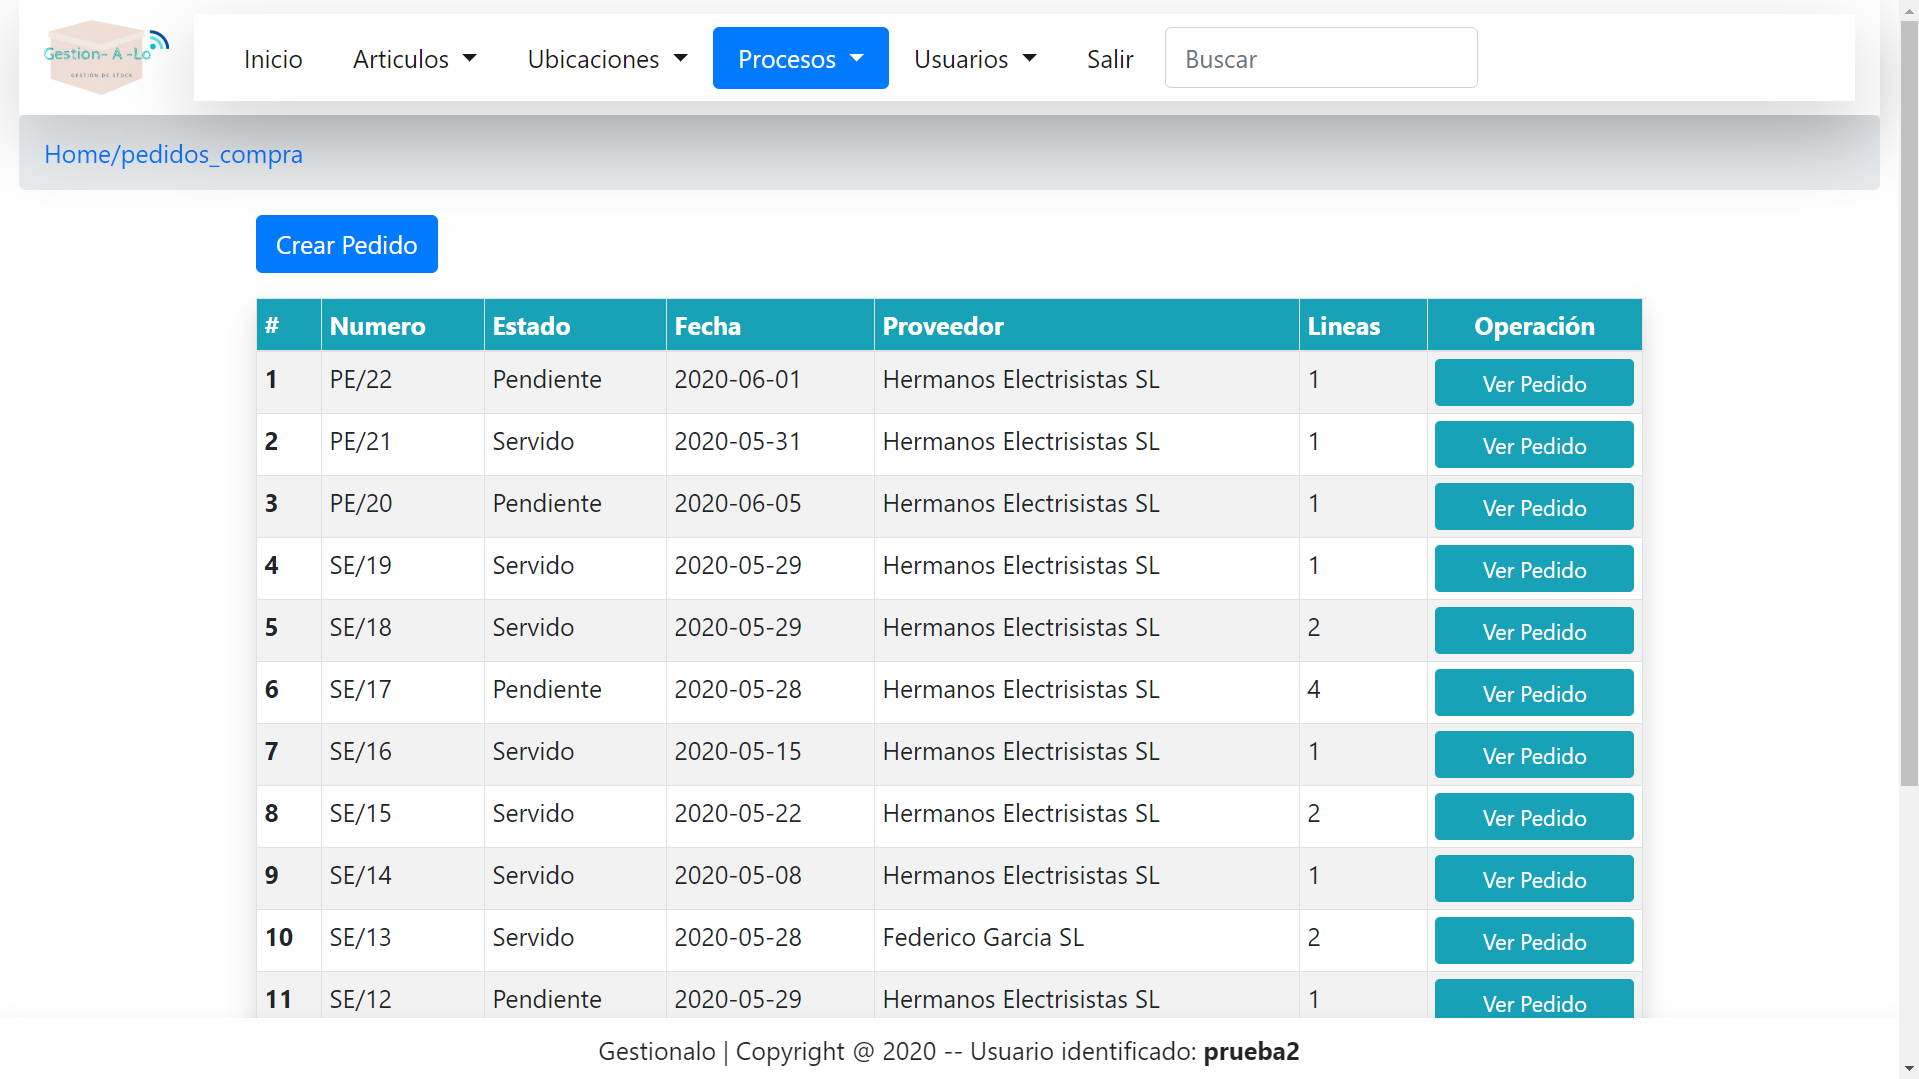 Gestion- A -Lo
GESTIÓN DE STOCK
Inicio Articulos Ubicaciones Procesos Usuarios Salir Buscar
Home/pedidos_compra
Crear Pedido
# Numero Estado Fecha Proveedor Lineas Operación
1 PE/22 Pendiente 2020-06-01 Hermanos Electrisistas SL 1 Ver Pedido
2 PE/21 Servido 2020-05-31 Hermanos Electrisistas SL 1 Ver Pedido
3 PE/20 Pendiente 2020-06-05 Hermanos Electrisistas SL 1 Ver Pedido
4 SE/19 Servido 2020-05-29 Hermanos Electrisistas SL 1 Ver Pedido
5 SE/18 Servido 2020-05-29 Hermanos Electrisistas SL 2 Ver Pedido
6 SE/17 Pendiente 2020-05-28 Hermanos Electrisistas SL 4 Ver Pedido
7 SE/16 Servido 2020-05-15 Hermanos Electrisistas SL 1 Ver Pedido
8 SE/15 Servido 2020-05-22 Hermanos Electrisistas SL 2 Ver Pedido
9 SE/14 Servido 2020-05-08 Hermanos Electrisistas SL 1 Ver Pedido
10 SE/13 Servido 2020-05-28 Federico Garcia SL 2 Ver Pedido
11 SE/12 Pendiente 2020-05-29 Hermanos Electrisistas SL 1 Ver Pedido
Gestionalo | Copyright @ 2020 -- Usuario identificado: prueba2